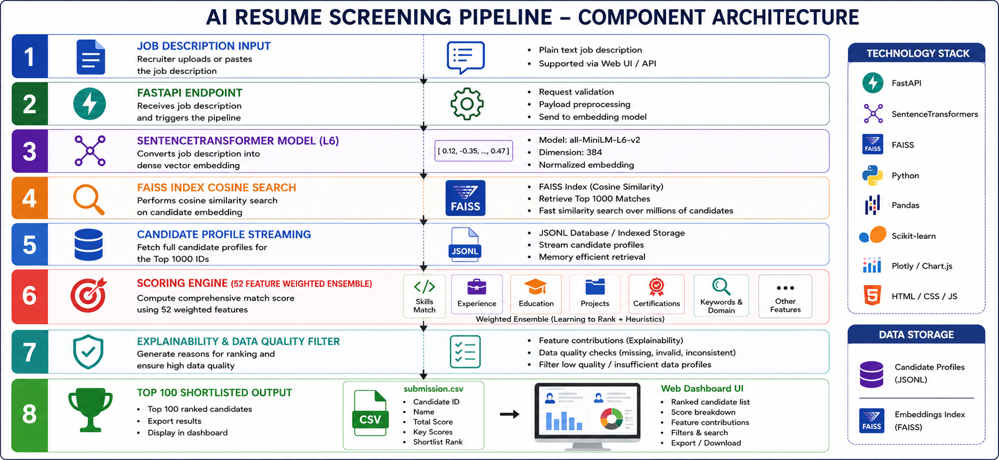 AI RESUME SCREENING PIPELINE – COMPONENT ARCHITECTURE
1
JOB DESCRIPTION INPUT
Recruiter uploads or pastes
the job description
• Plain text job description
• Supported via Web UI / API
2
FASTAPI ENDPOINT
Receives job description
and triggers the pipeline
• Request validation
• Payload preprocessing
• Send to embedding model
3
SENTENCETRANSFORMER MODEL (L6)
Converts job description into
dense vector embedding
[ 0.12, -0.35, ..., 0.47 ]
• Model: all-MiniLM-L6-v2
• Dimension: 384
• Normalized embedding
4
FAISS INDEX COSINE SEARCH
Performs cosine similarity search
on candidate embedding
FAISS
• FAISS Index (Cosine Similarity)
• Retrieve Top 1000 Matches
• Fast similarity search over millions of candidates
5
CANDIDATE PROFILE STREAMING
Fetch full candidate profiles for
the Top 1000 IDs
JSONL
• JSONL Database / Indexed Storage
• Stream candidate profiles
• Memory efficient retrieval
6
SCORING ENGINE (52 FEATURE WEIGHTED ENSEMBLE)
Compute comprehensive match score
using 52 weighted features
</>
Skills
Match
Experience
Education
Projects
Certifications
Keywords &
Domain
Other
Features
Weighted Ensemble (Learning to Rank + Heuristics)
7
EXPLAINABILITY & DATA QUALITY FILTER
Generate reasons for ranking and
ensure high data quality
• Feature contributions (Explainability)
• Data quality checks (missing, invalid, inconsistent)
• Filter low quality / insufficient data profiles
8
TOP 100 SHORTLISTED OUTPUT
• Top 100 ranked candidates
• Export results
• Display in dashboard
CSV
submission.csv
• Candidate ID
• Name
• Total Score
• Key Scores
• Shortlist Rank
Web Dashboard UI
• Ranked candidate list
• Score breakdown
• Feature contributions
• Filters & search
• Export / Download
TECHNOLOGY STACK
FastAPI
SentenceTransformers
FAISS
FAISS
Python
Pandas
Scikit-learn
Plotly / Chart.js
5
HTML / CSS / JS
DATA STORAGE
Candidate Profiles
(JSONL)
FAISS
Embeddings Index
(FAISS)